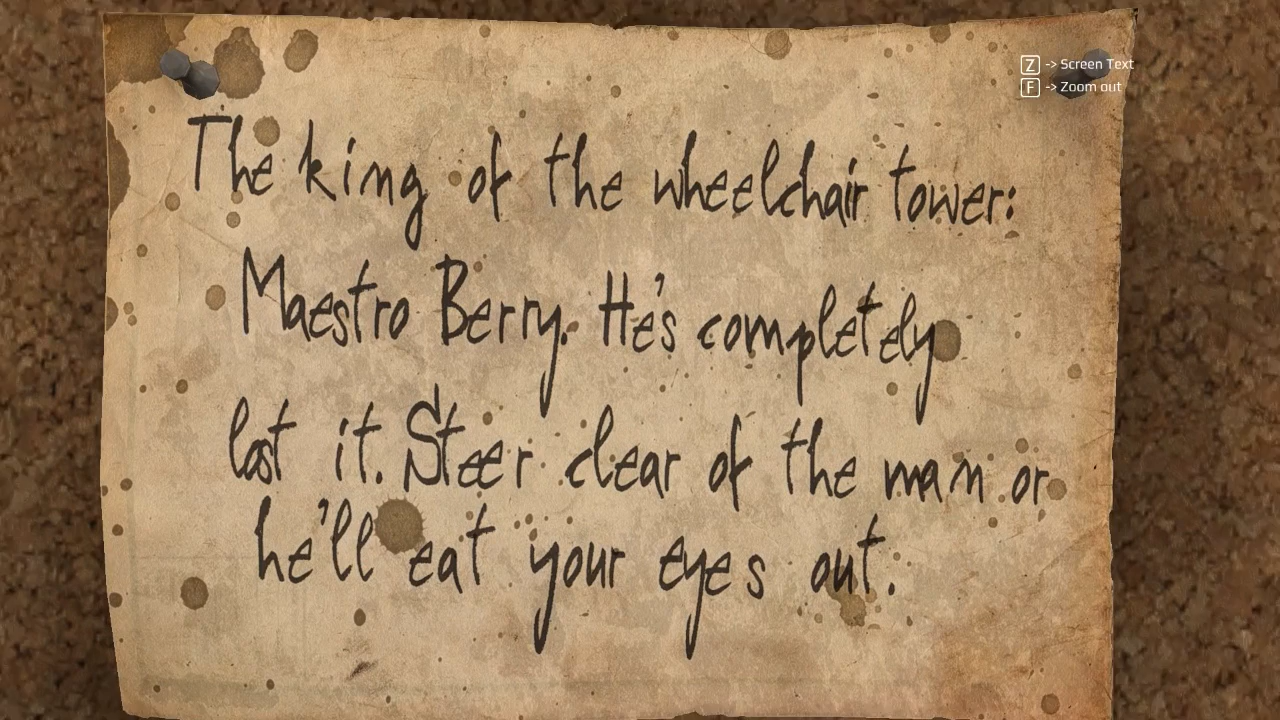 Z -> Screen Text
F -> Zoom out
The king of the wheelchair tower:
Maestro Berry. He's completely
lost it. Steer clear of the man or
he'll eat your eyes out.